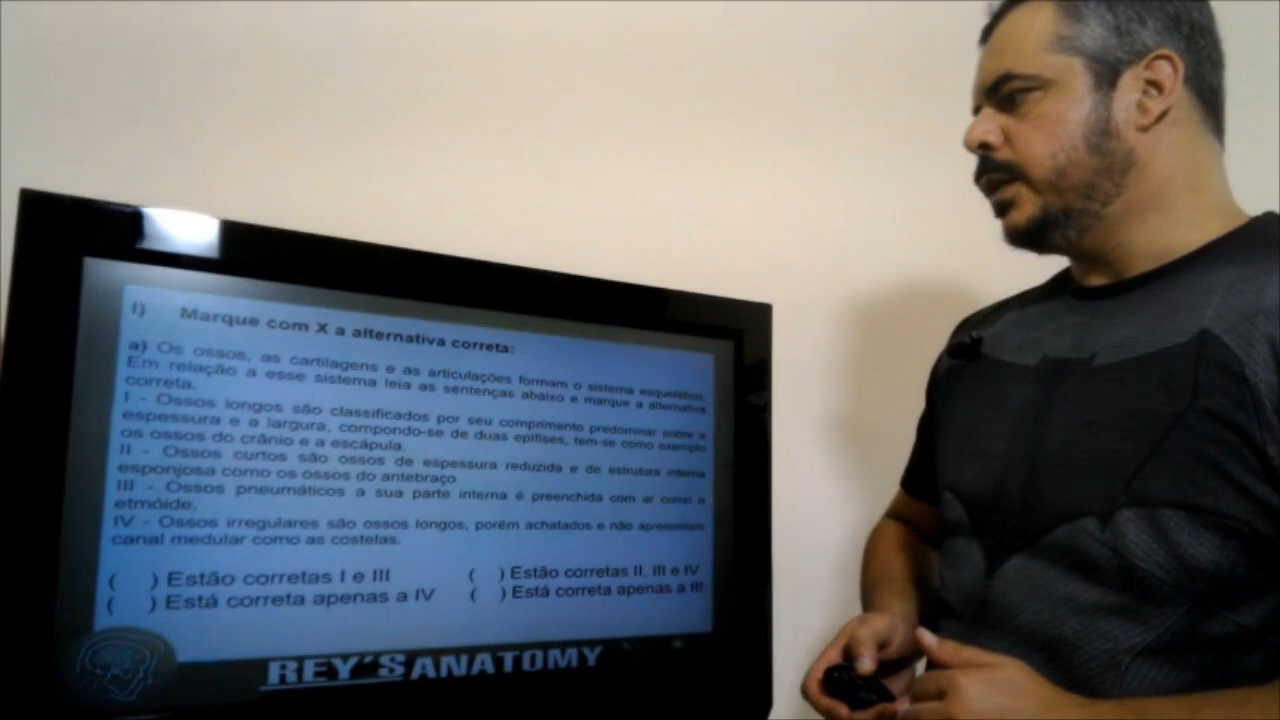 I) Marque com X a alternativa correta:
a) Os ossos, as cartilagens e as articulações formam o sistema esquelético.
Em relação a esse sistema leia as sentenças abaixo e marque a alternativa
correta.
I - Ossos longos são classificados por seu comprimento predominar sobre a
espessura e a largura, compondo-se de duas epífises, tem-se como exemplo
os ossos do crânio e a escápula.
II - Ossos curtos são ossos de espessura reduzida e de estrutura interna
esponjosa como os ossos do antebraço
III - Ossos pneumáticos a sua parte interna é preenchida com ar como o
etmóide.
IV - Ossos irregulares são ossos longos, porém achatados e não apresentam
canal medular como as costelas.
( ) Estão corretas I e III ( ) Estão corretas II, III e IV
( ) Está correta apenas a IV ( ) Está correta apenas a III
REY'S ANATOMY